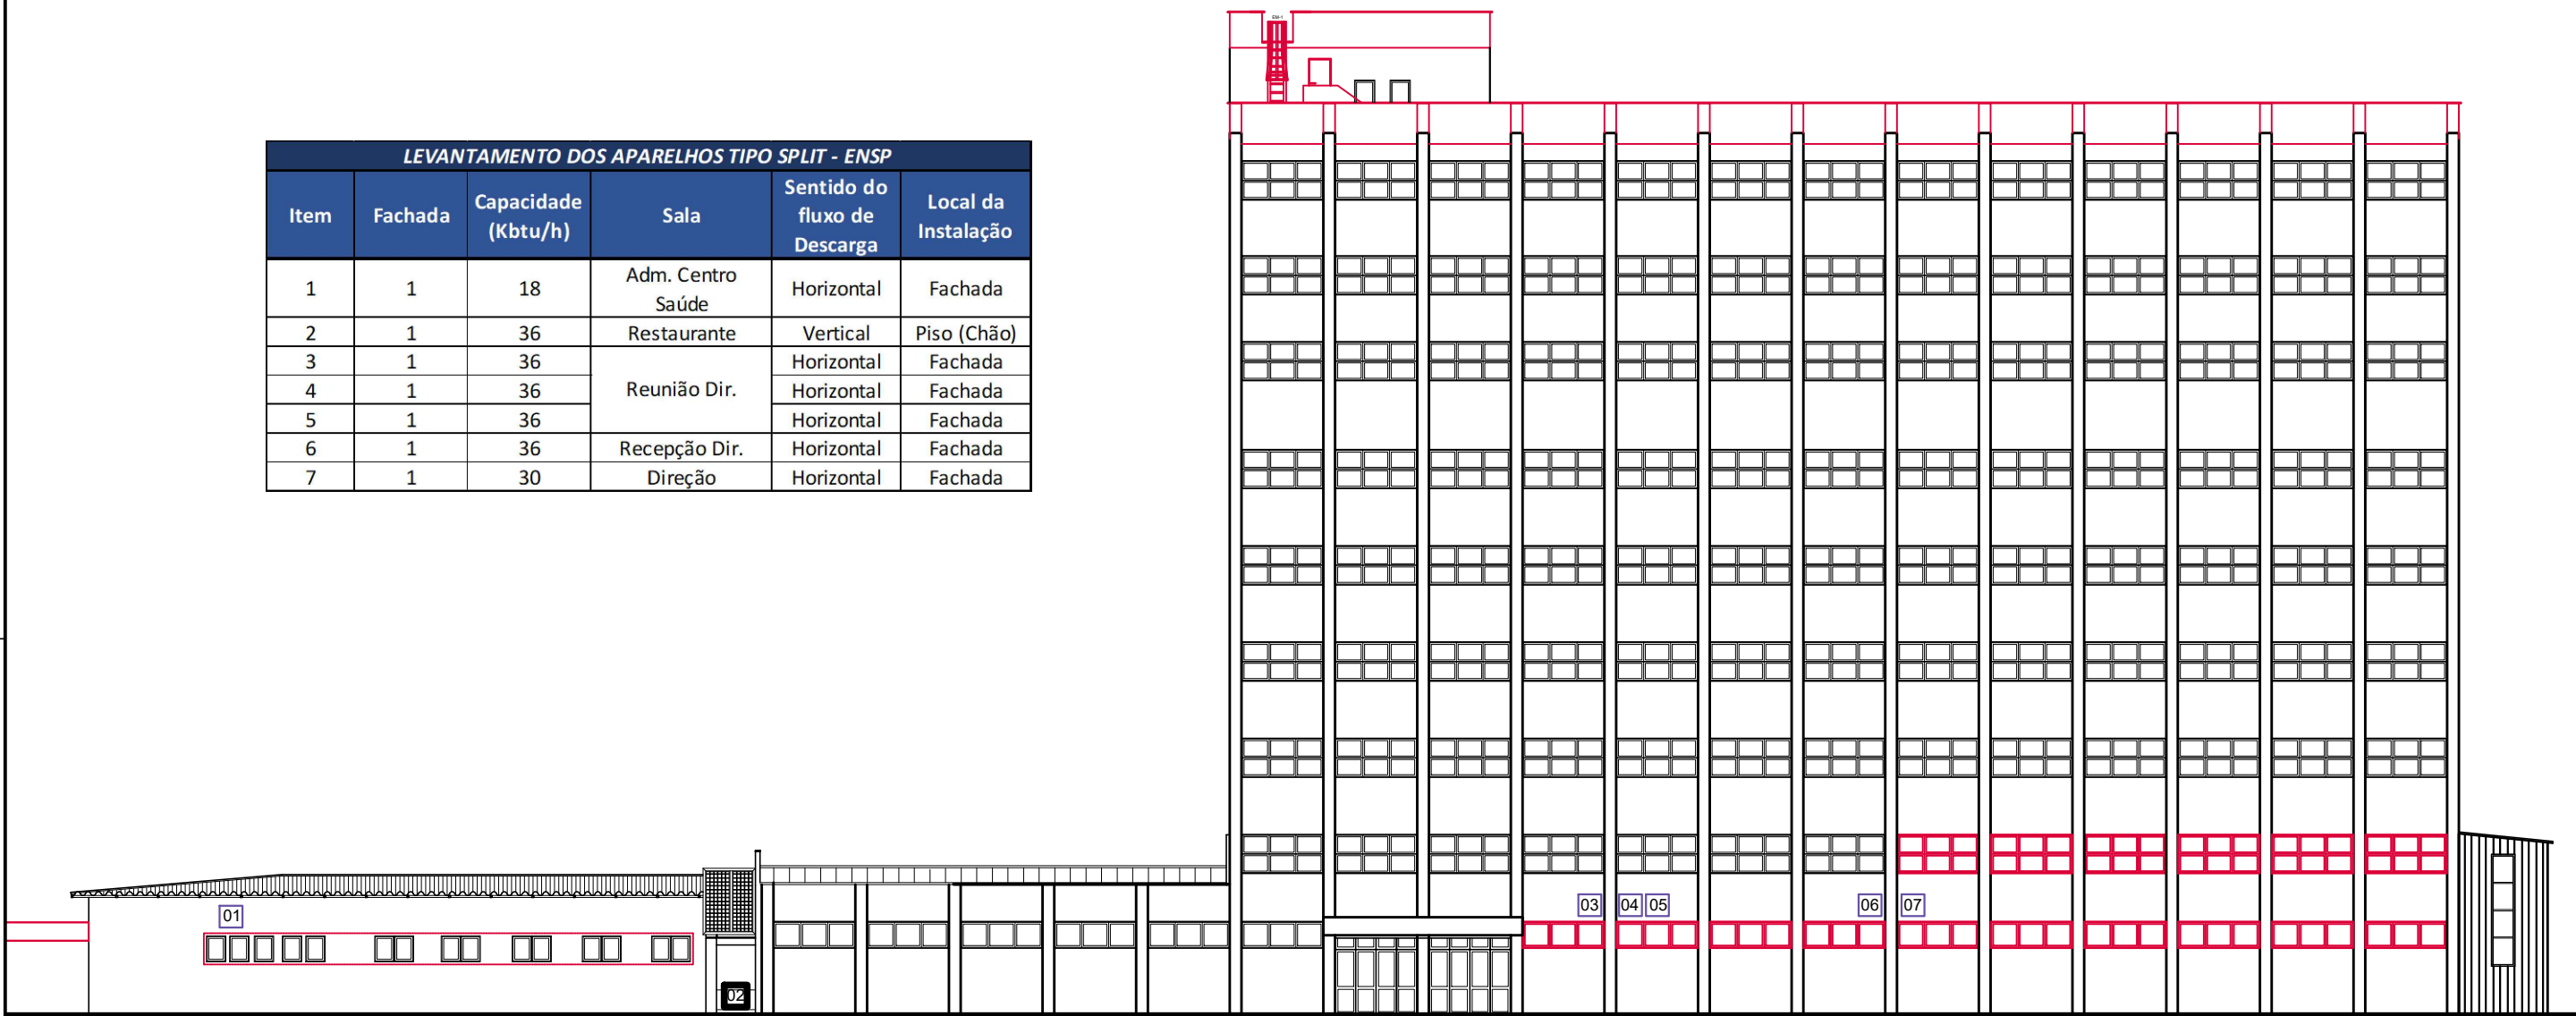 EM-1
LEVANTAMENTO DOS APARELHOS TIPO SPLIT - ENSP
Item Fachada Capacidade (Kbtu/h) Sala Sentido do fluxo de Descarga Local da Instalação
1 1 18 Adm. Centro Saúde Horizontal Fachada
2 1 36 Restaurante Vertical Piso (Chão)
3 1 36 Reunião Dir. Horizontal Fachada
4 1 36 Horizontal Fachada
5 1 36 Horizontal Fachada
6 1 36 Recepção Dir. Horizontal Fachada
7 1 30 Direção Horizontal Fachada
03 04 05 06 07
01
02